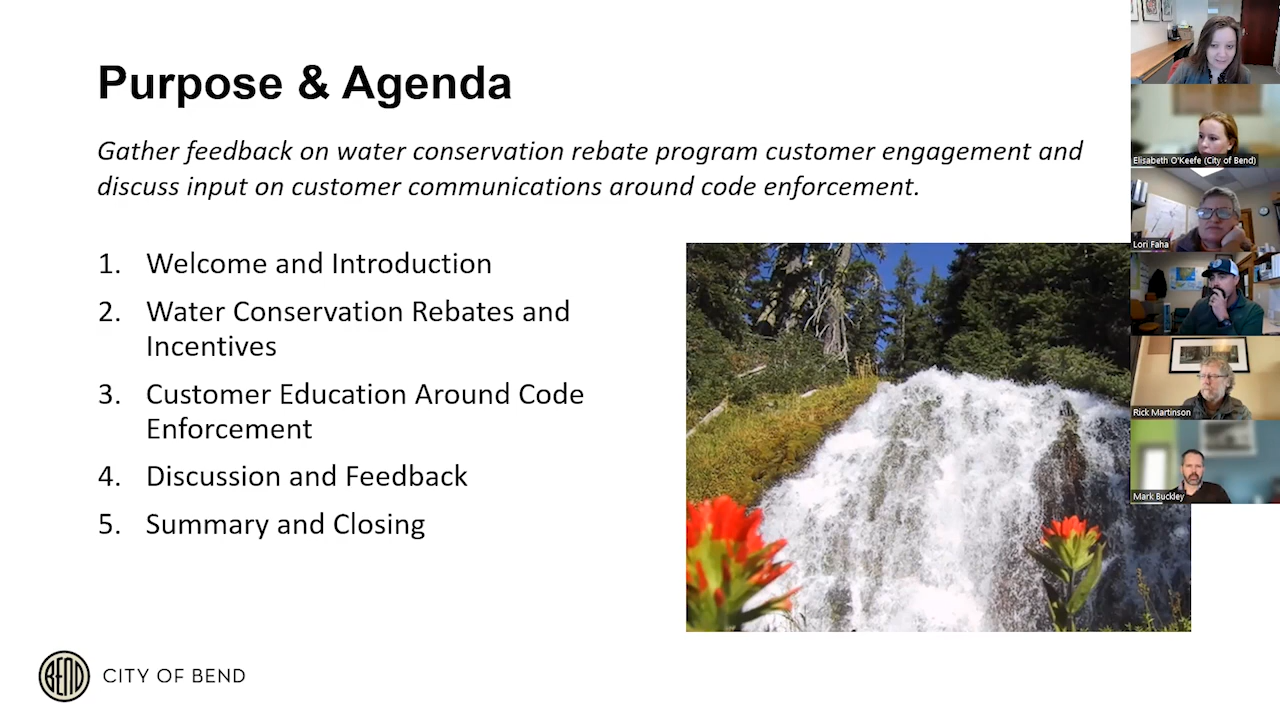 Purpose & Agenda
Gather feedback on water conservation rebate program customer engagement and
discuss input on customer communications around code enforcement.
1. Welcome and Introduction
2. Water Conservation Rebates and
Incentives
3. Customer Education Around Code
Enforcement
4. Discussion and Feedback
5. Summary and Closing
BEND
CITY OF BEND
Elisabeth O'Keefe (City of Bend)
Lori Faha
Rick Martinson
Mark Buckley